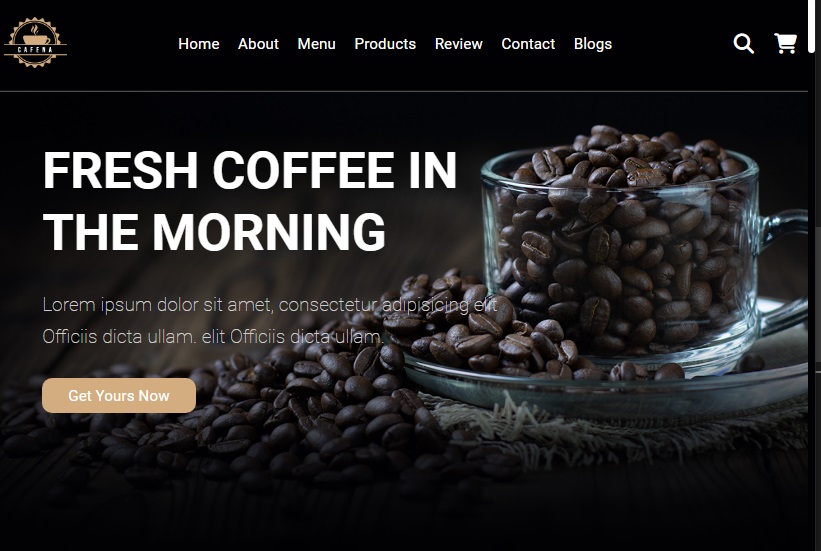 CAFENA
Home About Menu Products Review Contact Blogs
FRESH COFFEE IN
THE MORNING
Lorem ipsum dolor sit amet, consectetur adipisicing elit
Officiis dicta ullam. elit Officiis dicta ullam.
Get Yours Now